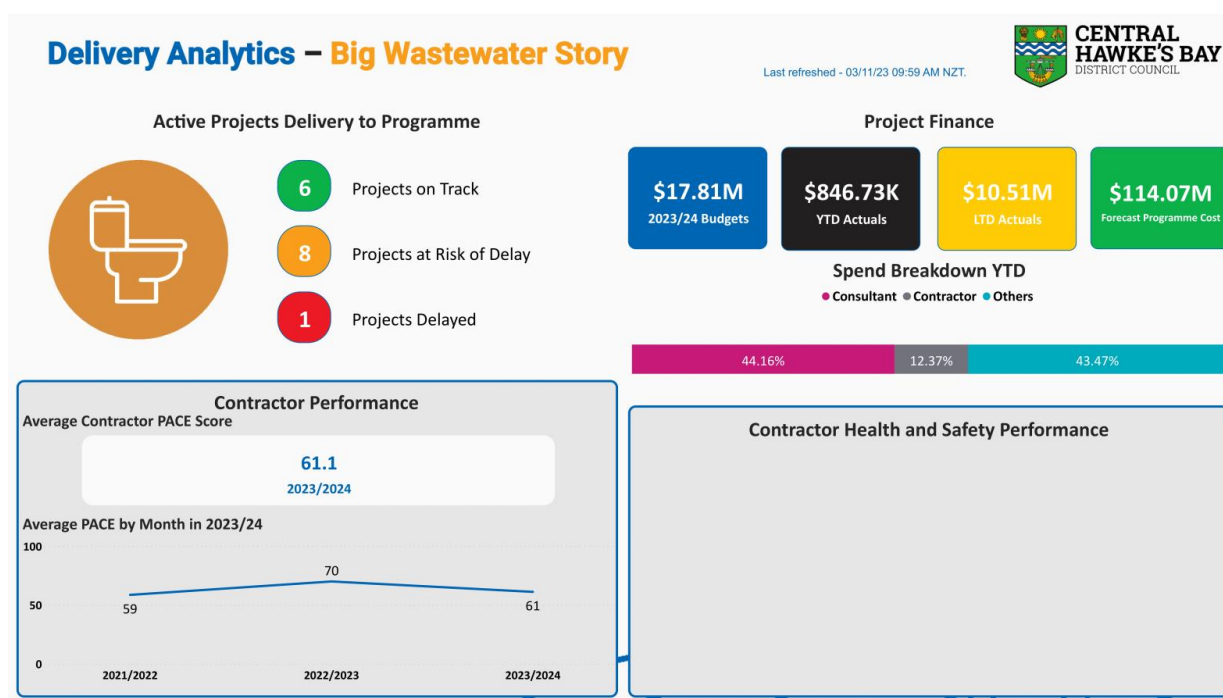 Delivery Analytics – Big Wastewater Story
Last refreshed - 03/11/23 09:59 AM NZT.
CENTRAL
HAWKE'S BAY
DISTRICT COUNCIL
Active Projects Delivery to Programme
6 Projects on Track
8 Projects at Risk of Delay
1 Projects Delayed
Project Finance
$17.81M
2023/24 Budgets
$846.73K
YTD Actuals
$10.51M
LTD Actuals
$114.07M
Forecast Programme Cost
Spend Breakdown YTD
Consultant Contractor Others
44.16% 12.37% 43.47%
Contractor Performance
Average Contractor PACE Score
61.1
2023/2024
Average PACE by Month in 2023/24
100
50
0
59
70
61
2021/2022 2022/2023 2023/2024
Contractor Health and Safety Performance